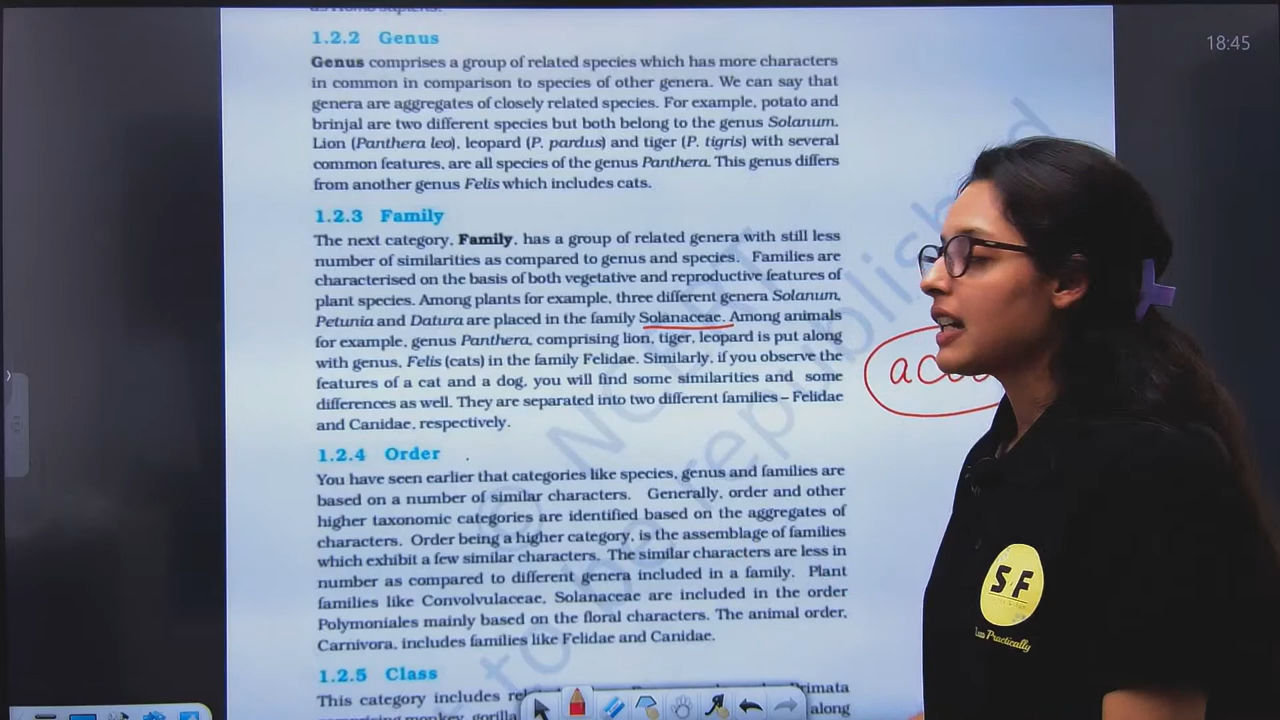 18:45
1.2.2 Genus
Genus comprises a group of related species which has more characters
in common in comparison to species of other genera. We can say that
genera are aggregates of closely related species. For example, potato and
brinjal are two different species but both belong to the genus Solanum.
Lion (Panthera leo), leopard (P. pardus) and tiger (P. tigris) with several
common features, are all species of the genus Panthera. This genus differs
from another genus Felis which includes cats.
1.2.3 Family
The next category, Family, has a group of related genera with still less
number of similarities as compared to genus and species. Families are
characterised on the basis of both vegetative and reproductive features of
plant species. Among plants for example, three different genera Solanum,
Petunia and Datura are placed in the family Solanaceae. Among animals
for example, genus Panthera, comprising lion, tiger, leopard is put along
with genus, Felis (cats) in the family Felidae. Similarly, if you observe the
features of a cat and a dog, you will find some similarities and some
differences as well. They are separated into two different families – Felidae
and Canidae, respectively.
1.2.4 Order
You have seen earlier that categories like species, genus and families are
based on a number of similar characters. Generally, order and other
higher taxonomic categories are identified based on the aggregates of
characters. Order being a higher category, is the assemblage of families
which exhibit a few similar characters. The similar characters are less in
number as compared to different genera included in a family. Plant
families like Convolvulaceae, Solanaceae are included in the order
Polymoniales mainly based on the floral characters. The animal order,
Carnivora, includes families like Felidae and Canidae.
1.2.5 Class
This category includes
Primata
gorilla
along
© NCERT
not to be republished
SF
Practically